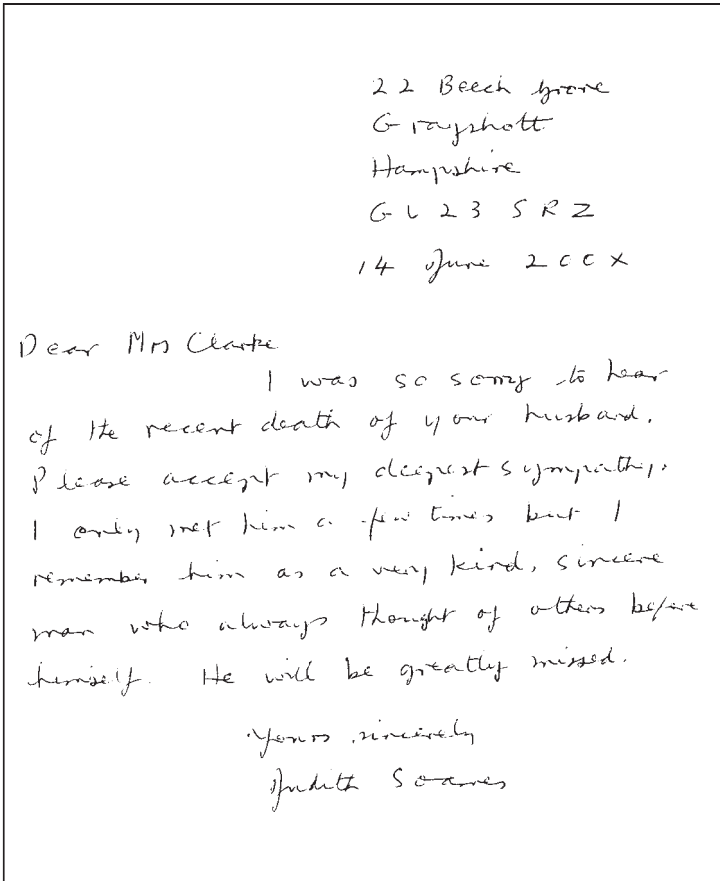 22 Beech Grove
Grayshott
Hampshire
GL23 5RZ
14 June 200X
Dear Mrs Clarke
I was so sorry to hear
of the recent death of your husband.
Please accept my deepest sympathy.
I only met him a few times but I
remember him as a very kind, sincere
man who always thought of others before
himself. He will be greatly missed.
Yours sincerely
Judith Soames